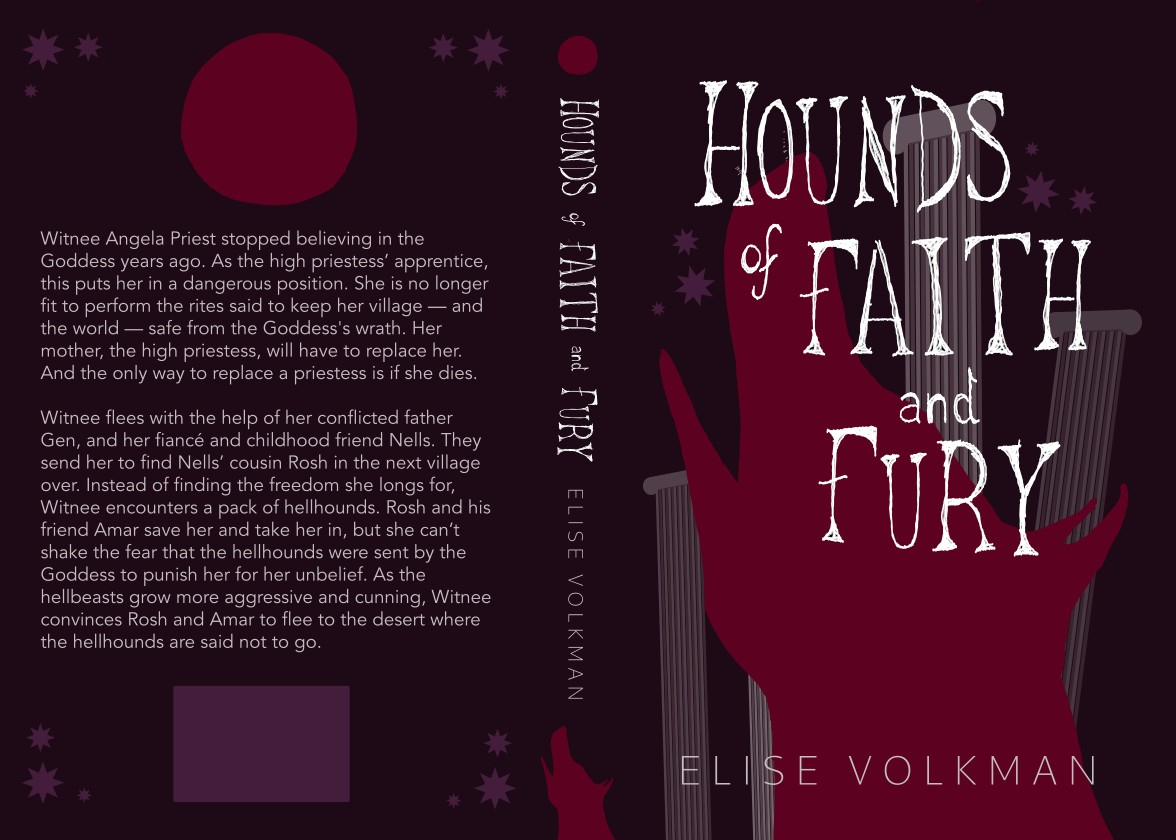 Witnee Angela Priest stopped believing in the
Goddess years ago. As the high priestess’ apprentice,
this puts her in a dangerous position. She is no longer
fit to perform the rites said to keep her village — and
the world — safe from the Goddess's wrath. Her
mother, the high priestess, will have to replace her.
And the only way to replace a priestess is if she dies.
Witnee flees with the help of her conflicted father
Gen, and her fiancé and childhood friend Nells. They
send her to find Nells’ cousin Rosh in the next village
over. Instead of finding the freedom she longs for,
Witnee encounters a pack of hellhounds. Rosh and his
friend Amar save her and take her in, but she can’t
shake the fear that the hellhounds were sent by the
Goddess to punish her for her unbelief. As the
hellbeasts grow more aggressive and cunning, Witnee
convinces Rosh and Amar to flee to the desert where
the hellhounds are said not to go.
HOUNDS of FAITH and FURY ELISE VOLKMAN
HOUNDS
of FAITH
and
FURY
ELISE VOLKMAN